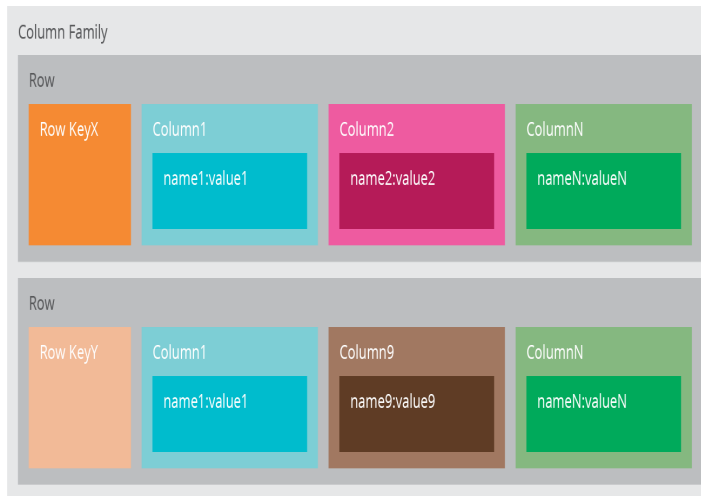 Column Family
Row
Row KeyX
Column1
name1:value1
Column2
name2:value2
ColumnN
nameN:valueN
Row
Row KeyY
Column1
name1:value1
Column9
name9:value9
ColumnN
nameN:valueN